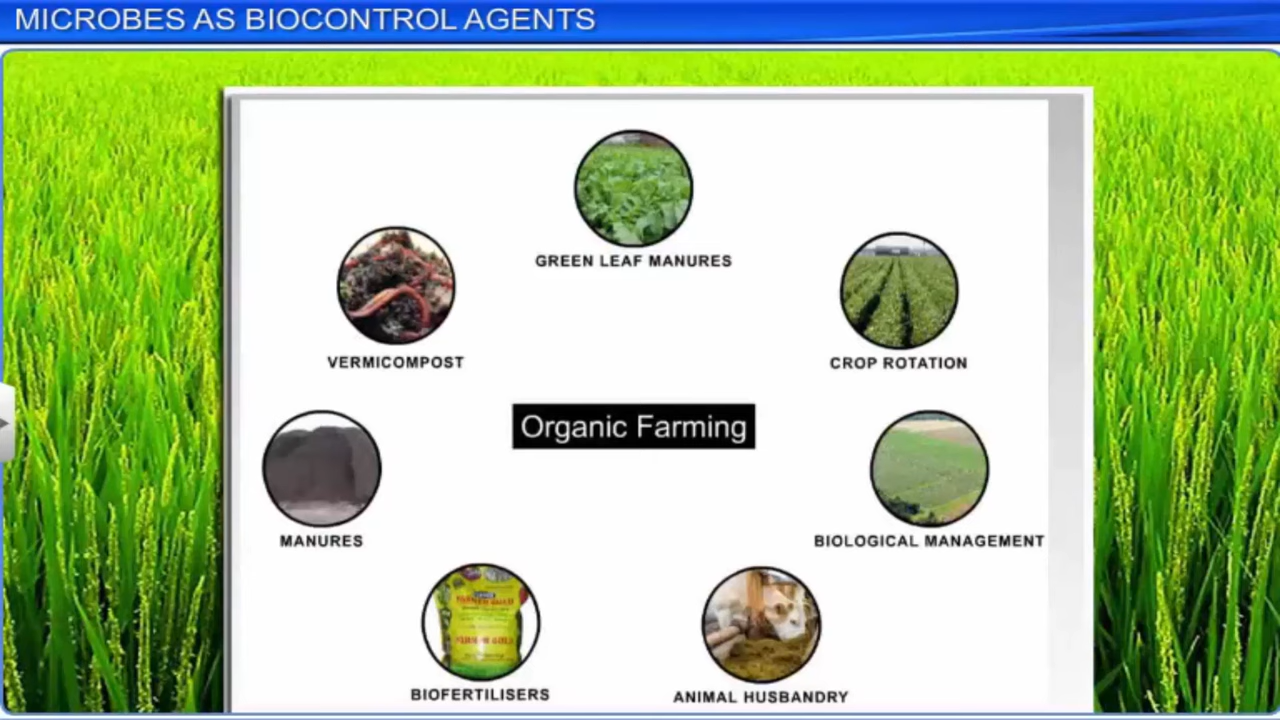 MICROBES AS BIOCONTROL AGENTS
GREEN LEAF MANURES
VERMICOMPOST
CROP ROTATION
Organic Farming
MANURES
BIOLOGICAL MANAGEMENT
BIOFERTILISERS
ANIMAL HUSBANDRY